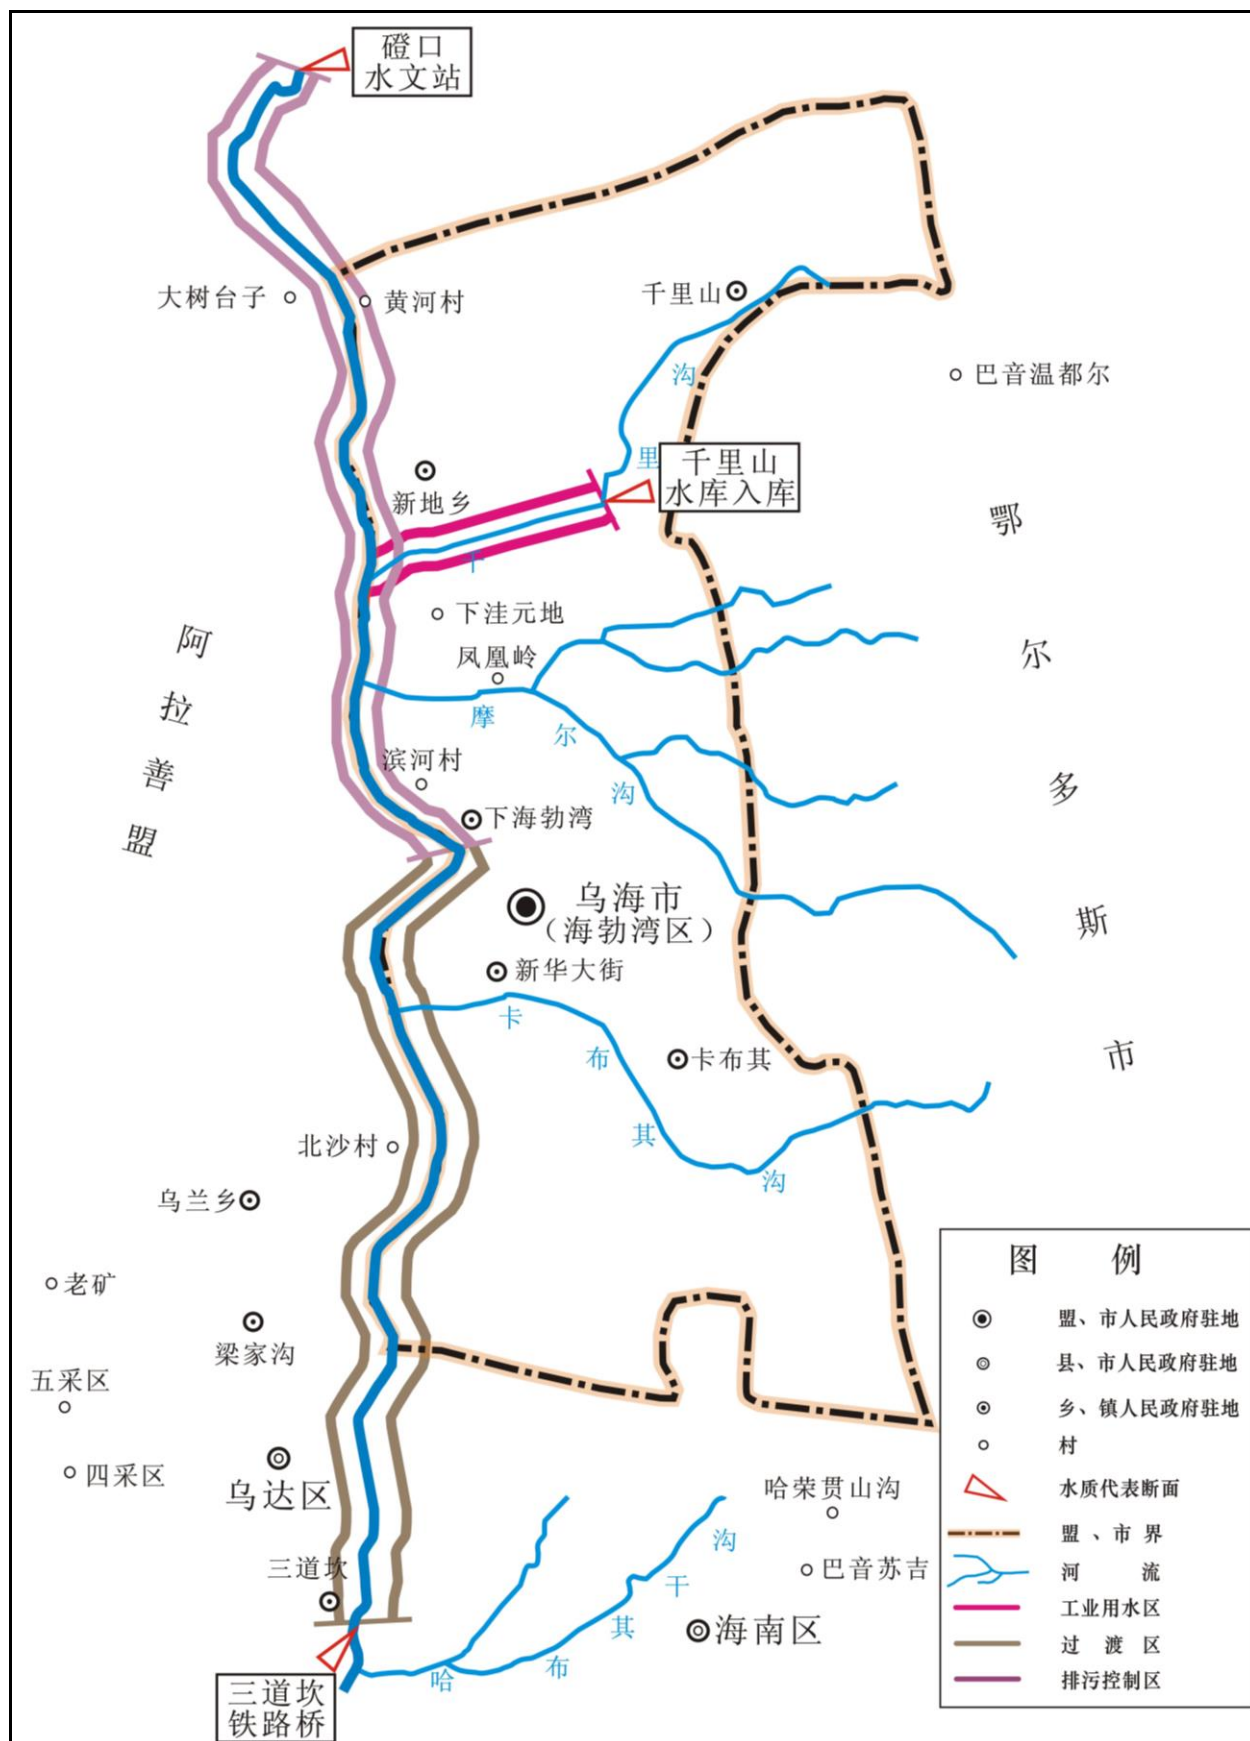 磴口
水文站
大树台子
黄河村
千里山
沟
里
千
巴音温都尔
千里山
水库入库
新地乡
鄂
尔
多
斯
市
下洼元地
凤凰岭
摩
尔
沟
阿
拉
善
盟
滨河村
下海勃湾
乌海市
（海勃湾区）
新华大街
卡
布
其
沟
卡布其
北沙村
乌兰乡
老矿
梁家沟
五采区
四采区
乌达区
三道坎
三道坎
铁路桥
哈
布
其
干
沟
哈荣贯山沟
巴音苏吉
海南区
图 例
盟、市人民政府驻地
县、市人民政府驻地
乡、镇人民政府驻地
村
水质代表断面
盟、市界
河 流
工业用水区
过 渡 区
排污控制区